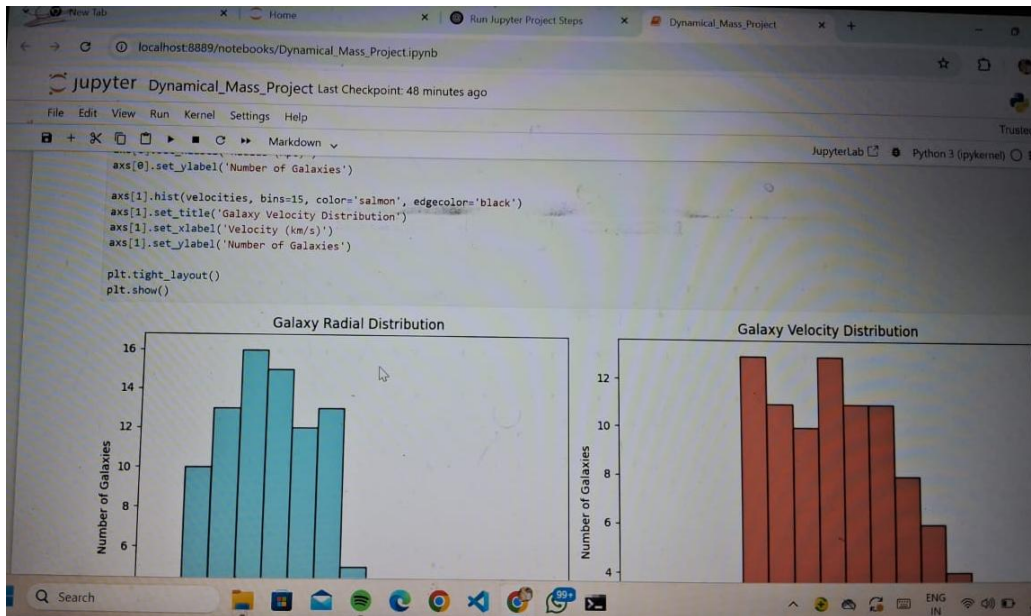 New Tab
Home
Run Jupyter Project Steps
Dynamical_Mass_Project
localhost:8889/notebooks/Dynamical_Mass_Project.ipynb
jupyter Dynamical_Mass_Project Last Checkpoint: 48 minutes ago
File Edit View Run Kernel Settings Help
Trusted
Markdown
JupyterLab Python 3 (ipykernel)
axs[0].set_ylabel('Number of Galaxies')
axs[1].hist(velocities, bins=15, color='salmon', edgecolor='black')
axs[1].set_title('Galaxy Velocity Distribution')
axs[1].set_xlabel('Velocity (km/s)')
axs[1].set_ylabel('Number of Galaxies')
plt.tight_layout()
plt.show()
Galaxy Radial Distribution
16
14
12
10
8
6
Number of Galaxies
Galaxy Velocity Distribution
12
10
8
6
4
Number of Galaxies
Search
99+
ENG
IN